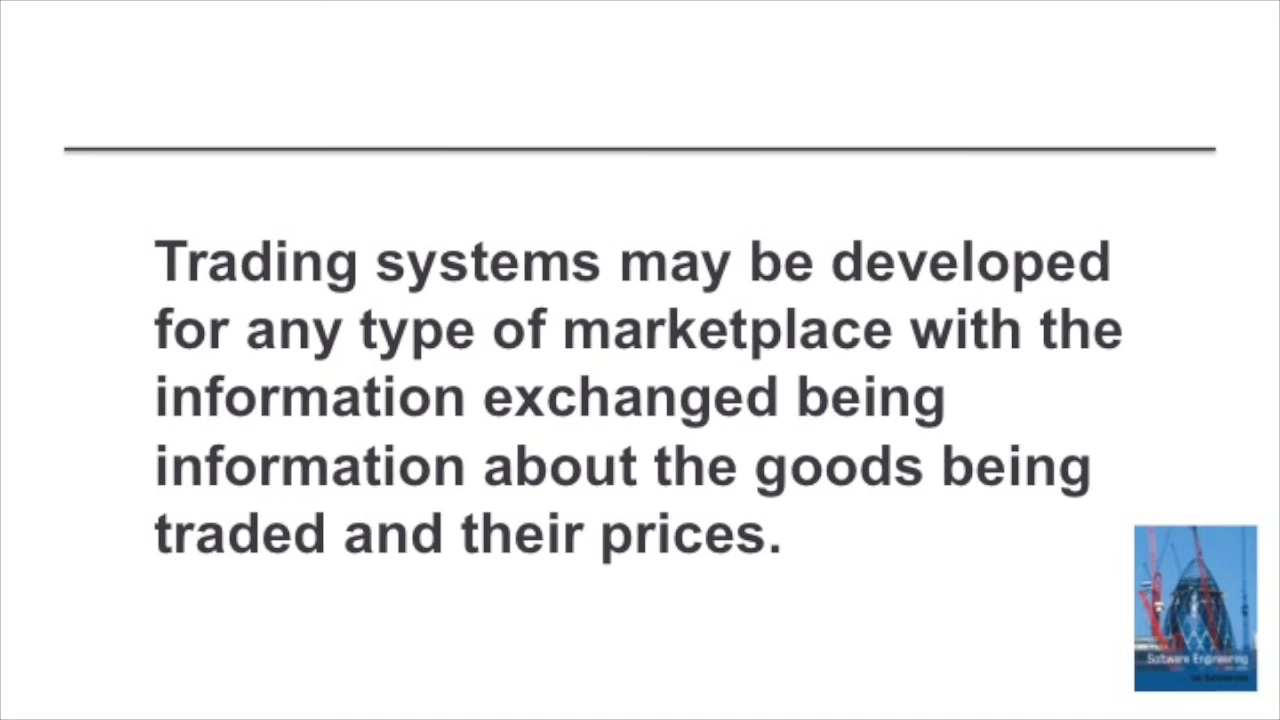 Trading systems may be developed
for any type of marketplace with the
information exchanged being
information about the goods being
traded and their prices.
Software Engineering